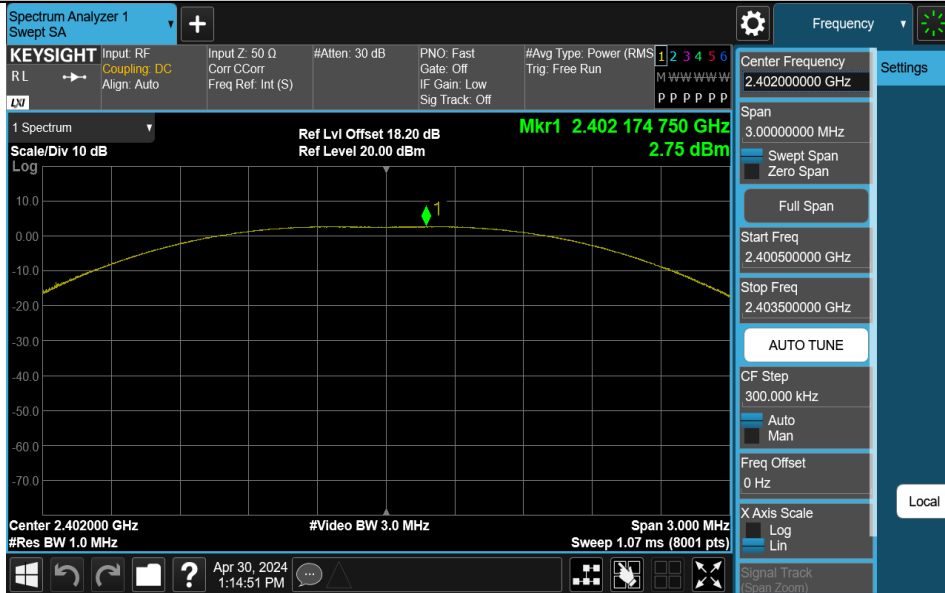 Spectrum Analyzer 1
Swept SA
+
Frequency
KEYSIGHT
RL
LXI
Input: RF
Coupling: DC
Align: Auto
Input Z: 50 Ω
Corr CCorr
Freq Ref: Int (S)
#Atten: 30 dB
PNO: Fast
Gate: Off
IF Gain: Low
Sig Track: Off
#Avg Type: Power (RMS
Trig: Free Run
1 2 3 4 5 6
M W W W W W
P P P P P P
1 Spectrum
Scale/Div 10 dB
Log
Ref Lvl Offset 18.20 dB
Ref Level 20.00 dBm
Mkr1 2.402 174 750 GHz
2.75 dBm
1
10.0
0.00
-10.0
-20.0
-30.0
-40.0
-50.0
-60.0
-70.0
Center 2.402000 GHz
#Video BW 3.0 MHz
Span 3.000 MHz
#Res BW 1.0 MHz
Sweep 1.07 ms (8001 pts)
?
Apr 30, 2024
1:14:51 PM
Center Frequency
2.402000000 GHz
Span
3.00000000 MHz
Swept Span
Zero Span
Full Span
Start Freq
2.400500000 GHz
Stop Freq
2.403500000 GHz
AUTO TUNE
CF Step
300.000 kHz
Auto
Man
Freq Offset
0 Hz
X Axis Scale
Log
Lin
Signal Track
(Span Zoom)
Settings
Local